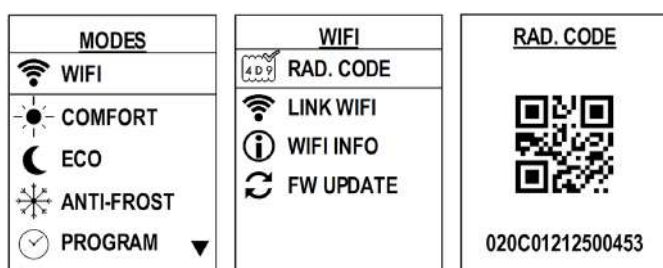 MODES
WIFI
COMFORT
ECO
ANTI-FROST
PROGRAM
WIFI
4D9
RAD. CODE
LINK WIFI
WIFI INFO
FW UPDATE
RAD. CODE
020C01212500453